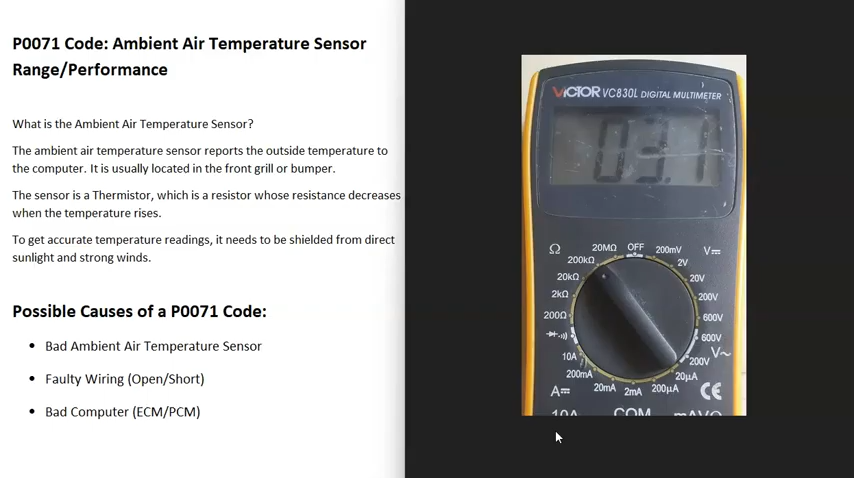 P0071 Code: Ambient Air Temperature Sensor
Range/Performance
What is the Ambient Air Temperature Sensor?
The ambient air temperature sensor reports the outside temperature to
the computer. It is usually located in the front grill or bumper.
The sensor is a Thermistor, which is a resistor whose resistance decreases
when the temperature rises.
To get accurate temperature readings, it needs to be shielded from direct
sunlight and strong winds.
Possible Causes of a P0071 Code:
• Bad Ambient Air Temperature Sensor
• Faulty Wiring (Open/Short)
• Bad Computer (ECM/PCM)
VICTOR VC830L DIGITAL MULTIMETER
03.1
Ω 20MΩ OFF 200mV V⎓
200kΩ 2V
20kΩ 20V
2kΩ 200V
200Ω 600V
600V
10A 200V V~
200mA 20µA
A⎓ 20mA 2mA 200µA CE
10A COM mAVΩ